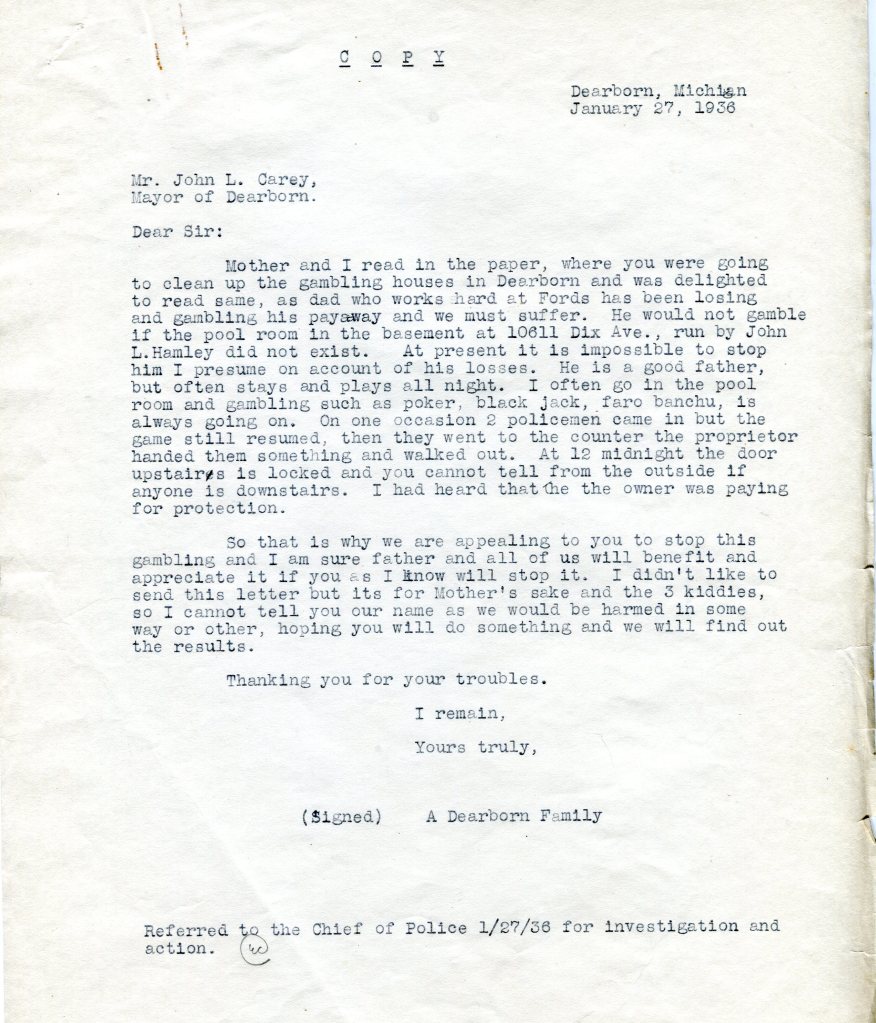 C O P Y
Dearborn, Michign
January 27, 1936
Mr. John L. Carey,
Mayor of Dearborn.
Dear Sir:
Mother and I read in the paper, where you were going
to clean up the gambling houses in Dearborn and was delighted
to read same, as dad who works hard at Fords has been losing
and gambling his payaway and we must suffer. He would not gamble
if the pool room in the basement at 10611 Dix Ave., run by John
L.Hamley did not exist. At present it is impossible to stop
him I presume on account of his losses. He is a good father,
but often stays and plays all night. I often go in the pool
room and gambling such as poker, black jack, faro banchu, is
always going on. On one occasion 2 policemen came in but the
game still resumed, then they went to the counter the proprietor
handed them something and walked out. At 12 midnight the door
upstairs is locked and you cannot tell from the outside if
anyone is downstairs. I had heard that the the owner was paying
for protection.
So that is why we are appealing to you to stop this
gambling and I am sure father and all of us will benefit and
appreciate it if you as I know will stop it. I didn't like to
send this letter but its for Mother's sake and the 3 kiddies,
so I cannot tell you our name as we would be harmed in some
way or other, hoping you will do something and we will find out
the results.
Thanking you for your troubles.
I remain,
Yours truly,
(Signed) A Dearborn Family
Referred to the Chief of Police 1/27/36 for investigation and
action.